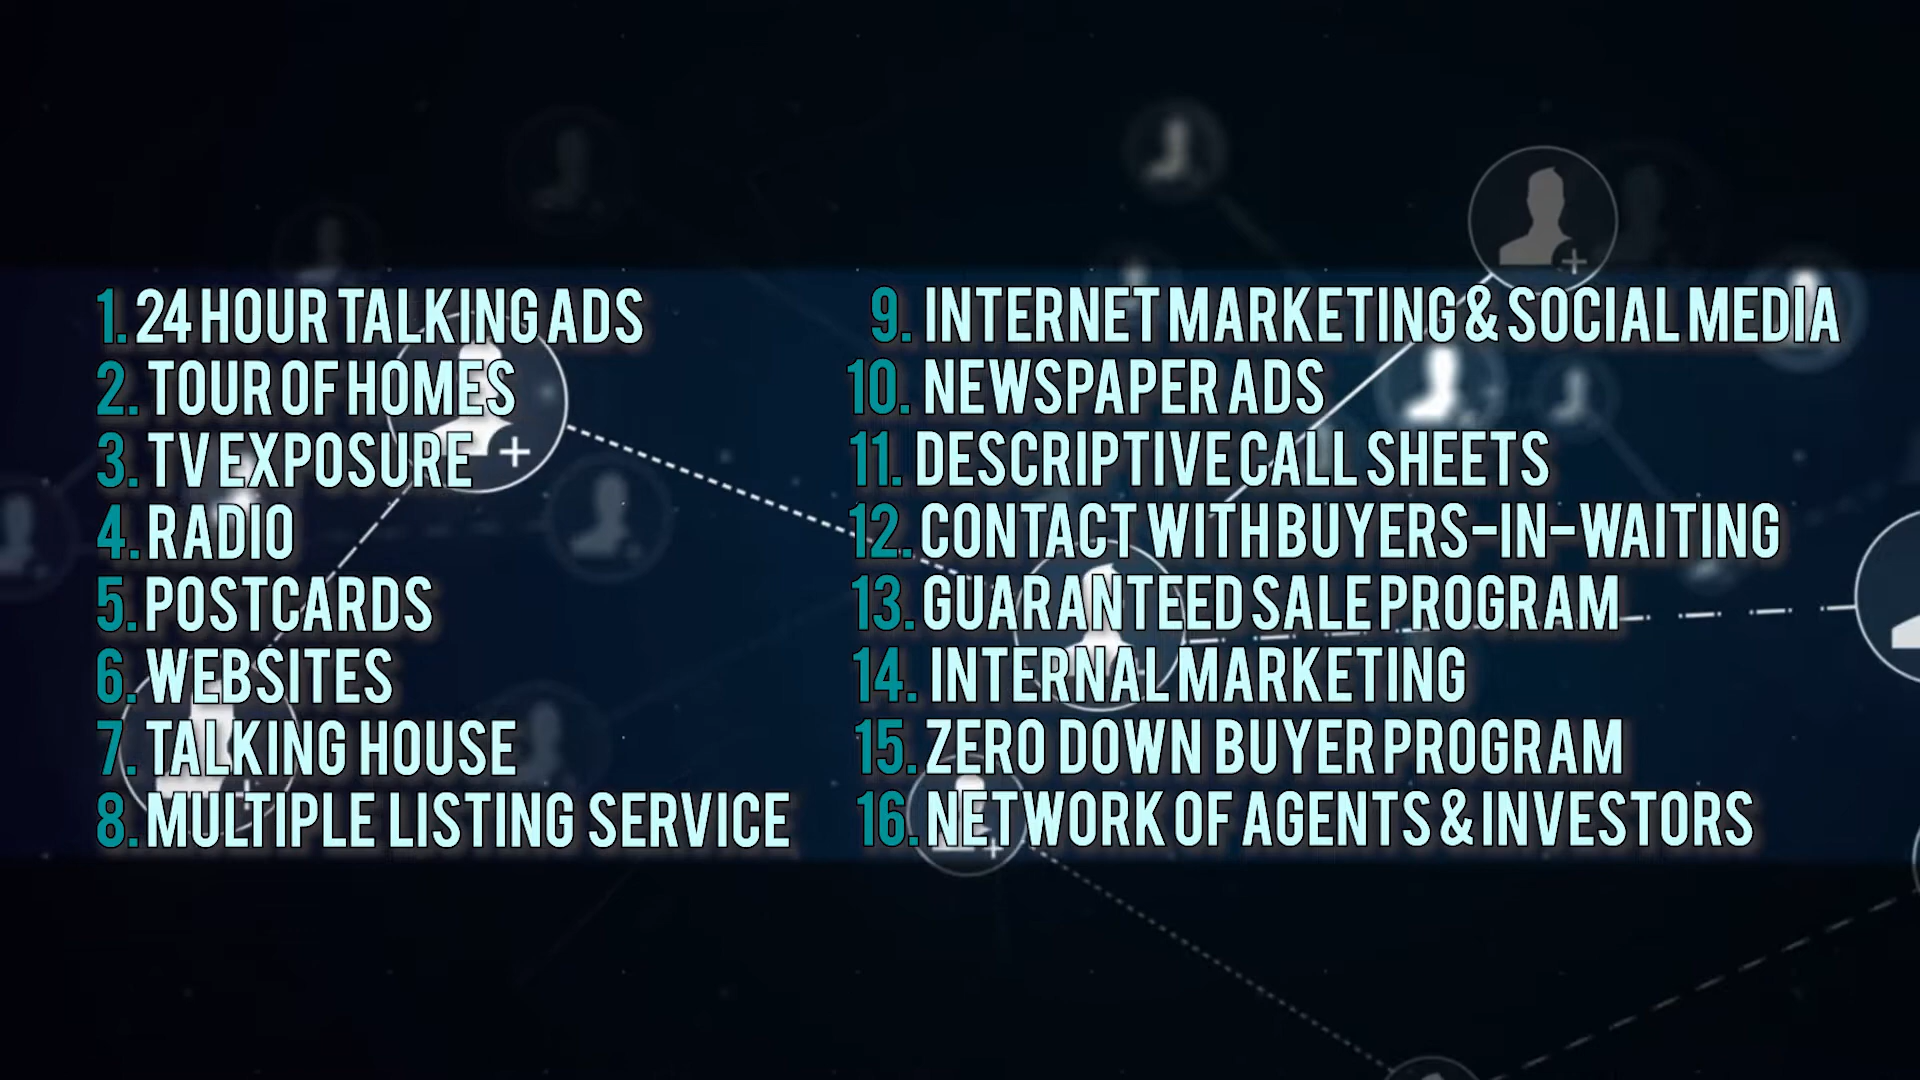 1. 24 HOUR TALKING ADS
2. TOUR OF HOMES
3. TV EXPOSURE
4. RADIO
5. POSTCARDS
6. WEBSITES
7. TALKING HOUSE
8. MULTIPLE LISTING SERVICE
9. INTERNET MARKETING & SOCIAL MEDIA
10. NEWSPAPER ADS
11. DESCRIPTIVE CALL SHEETS
12. CONTACT WITH BUYERS-IN-WAITING
13. GUARANTEED SALE PROGRAM
14. INTERNAL MARKETING
15. ZERO DOWN BUYER PROGRAM
16. NETWORK OF AGENTS & INVESTORS